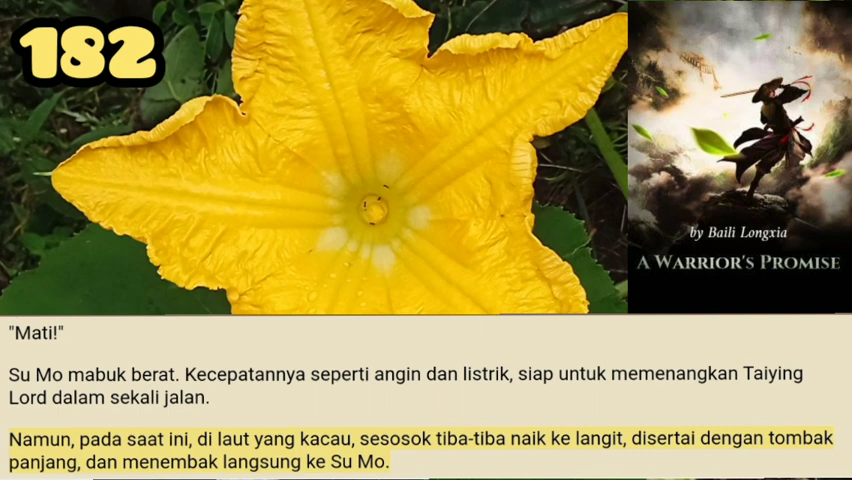 182
by Baili Longxia
A WARRIOR'S PROMISE
"Mati!"
Su Mo mabuk berat. Kecepatannya seperti angin dan listrik, siap untuk memenangkan Taiying
Lord dalam sekali jalan.
Namun, pada saat ini, di laut yang kacau, sesosok tiba-tiba naik ke langit, disertai dengan tombak
panjang, dan menembak langsung ke Su Mo.